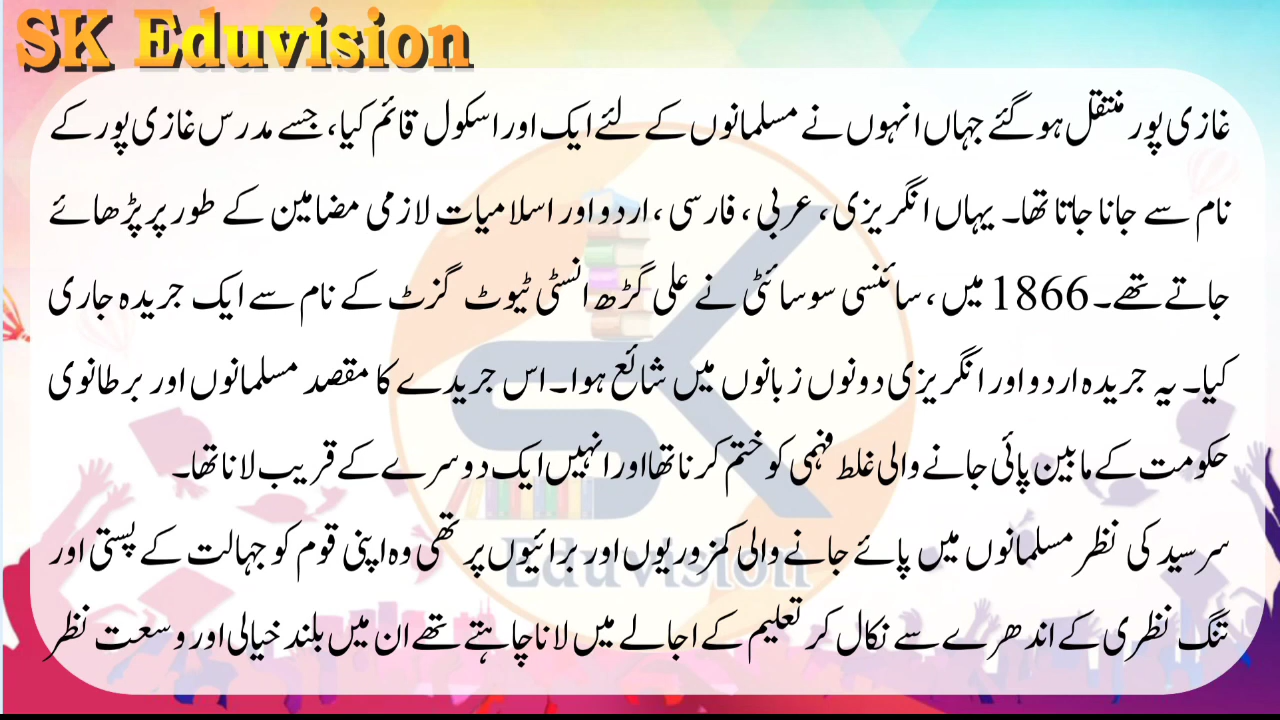 SK Eduvision
غازی پور منتقل ہو گئے جہاں انہوں نے مسلمانوں کے لئے ایک اور اسکول قائم کیا، جسے مدرس غازی پور کے
نام سے جانا جاتا تھا۔ یہاں انگریزی، عربی، فارسی، اردو اور اسلامیات لازمی مضامین کے طور پر پڑھائے
جاتے تھے۔ 1866 میں، سائنسی سوسائٹی نے علی گڑھ انسٹی ٹیوٹ گزٹ کے نام سے ایک جریدہ جاری
کیا۔ یہ جریدہ اردو اور انگریزی دونوں زبانوں میں شائع ہوا۔ اس جریدے کا مقصد مسلمانوں اور برطانوی
حکومت کے مابین پائی جانے والی غلط فہمی کو ختم کرنا تھا اور انہیں ایک دوسرے کے قریب لانا تھا۔
سرسید کی نظر مسلمانوں میں پائے جانے والی کمزوریوں اور برائیوں پر تھی وہ اپنی قوم کو جہالت کے پستی اور
تنگ نظری کے اندھرے سے نکال کر تعلیم کے اجالے میں لانا چاہتے تھے ان میں بلند خیالی اور وسعت نظر
SK
Eduvision